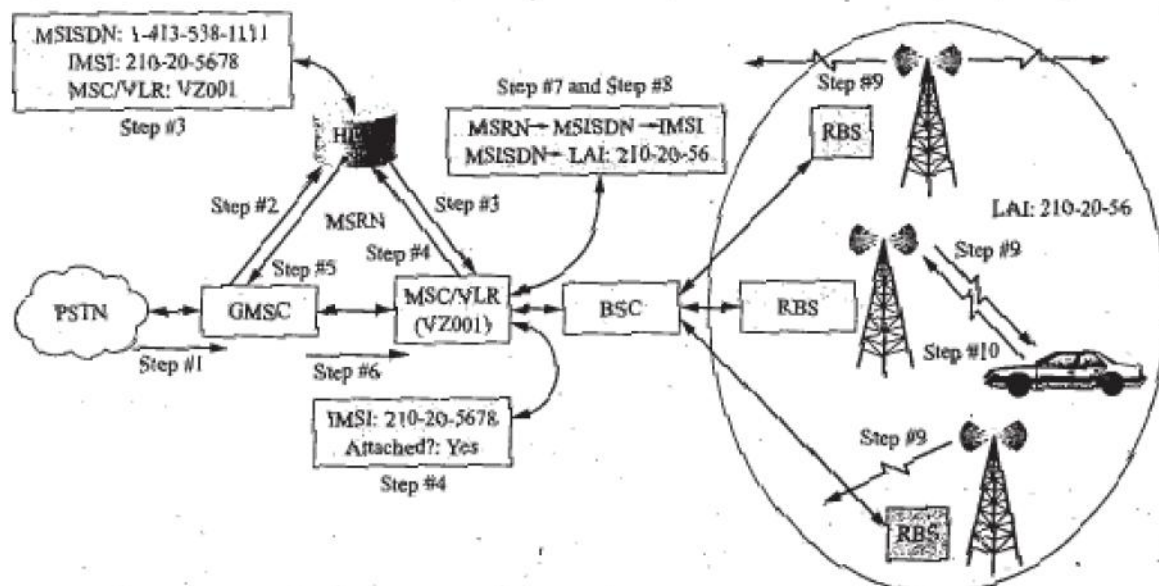 MSISDN: 1-413-538-1111
IMSI: 210-20-5678
MSC/VLR: VZ001
Step #3
Step #7 and Step #8
MSRN → MSISDN → IMSI
MSISDN → LAI: 210-20-56
Step #9
RBS
Step #2
MSRN
Step #3
Step #4
Step #5
LAI: 210-20-56
Step #9
PSTN
GMSC
MSC/VLR
(VZ001)
BSC
RBS
Step #1
Step #6
Step #10
IMSI: 210-20-5678
Attached?: Yes
Step #4
Step #9
RBS